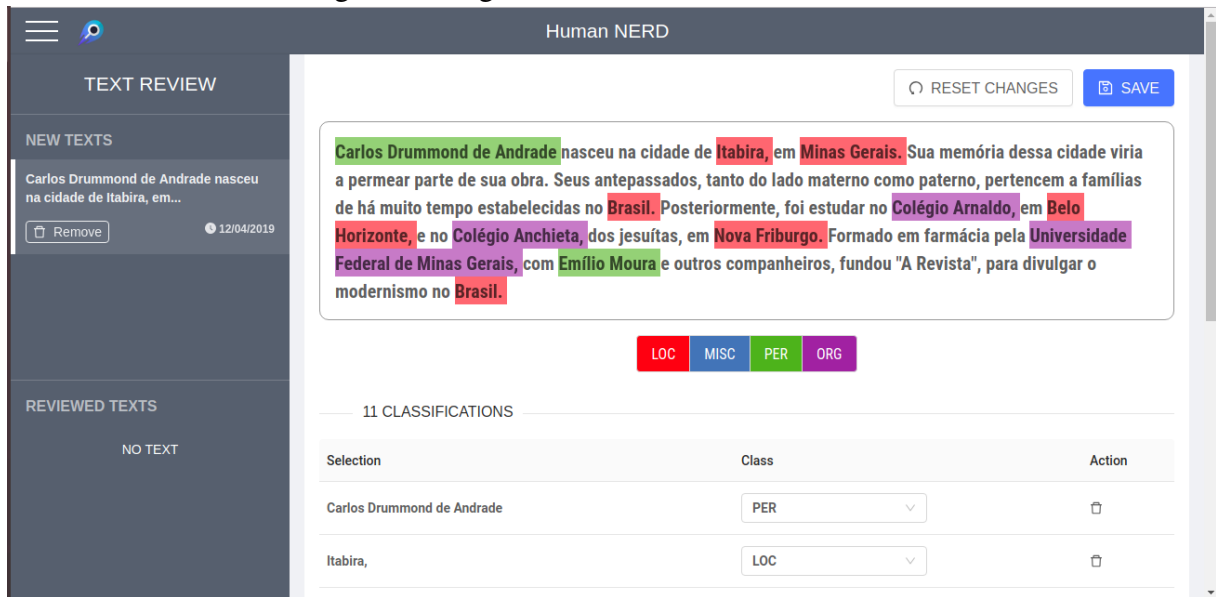 Human NERD
TEXT REVIEW
NEW TEXTS
Carlos Drummond de Andrade nasceu
na cidade de Itabira, em...
Remove
12/04/2019
REVIEWED TEXTS
NO TEXT
RESET CHANGES
SAVE
Carlos Drummond de Andrade nasceu na cidade de Itabira, em Minas Gerais. Sua memória dessa cidade viria
a permear parte de sua obra. Seus antepassados, tanto do lado materno como paterno, pertencem a famílias
de há muito tempo estabelecidas no Brasil. Posteriormente, foi estudar no Colégio Arnaldo, em Belo
Horizonte, e no Colégio Anchieta, dos jesuítas, em Nova Friburgo. Formado em farmácia pela Universidade
Federal de Minas Gerais, com Emílio Moura e outros companheiros, fundou "A Revista", para divulgar o
modernismo no Brasil.
LOC MISC PER ORG
11 CLASSIFICATIONS
Selection Class Action
Carlos Drummond de Andrade PER
Itabira, LOC